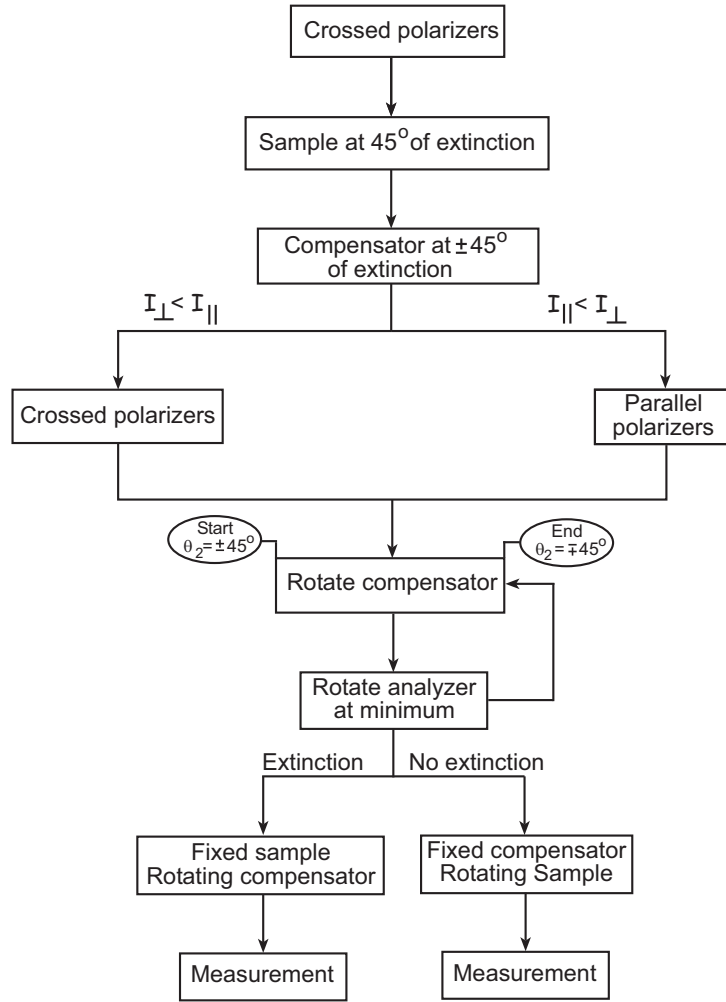 Crossed polarizers
Sample at 45° of extinction
Compensator at ±45°
of extinction
I⊥< I||
I||< I⊥
Crossed polarizers
Parallel
polarizers
Start
θ2=±45°
End
θ2=∓45°
Rotate compensator
Rotate analyzer
at minimum
Extinction
No extinction
Fixed sample
Rotating compensator
Fixed compensator
Rotating Sample
Measurement
Measurement